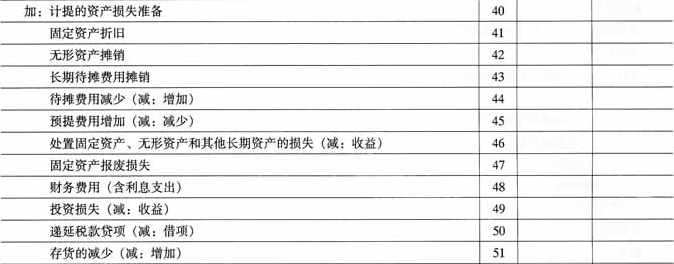 加：计提的资产损失准备 40
固定资产折旧 41
无形资产摊销 42
长期待摊费用摊销 43
待摊费用减少（减：增加） 44
预提费用增加（减：减少） 45
处置固定资产、无形资产和其他长期资产的损失（减：收益） 46
固定资产报废损失 47
财务费用（含利息支出） 48
投资损失（减：收益） 49
递延税款贷项（减：借项） 50
存货的减少（减：增加） 51